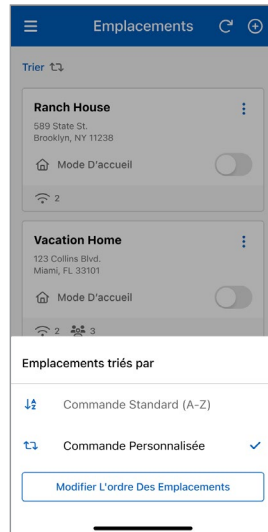 Emplacements
Trier
Ranch House
589 State St.
Brooklyn, NY 11238
Mode D'accueil
2
Vacation Home
123 Collins Blvd.
Miami, FL 33101
Mode D'accueil
2 3
Emplacements triés par
Commande Standard (A-Z)
Commande Personnalisée
Modifier L'ordre Des Emplacements